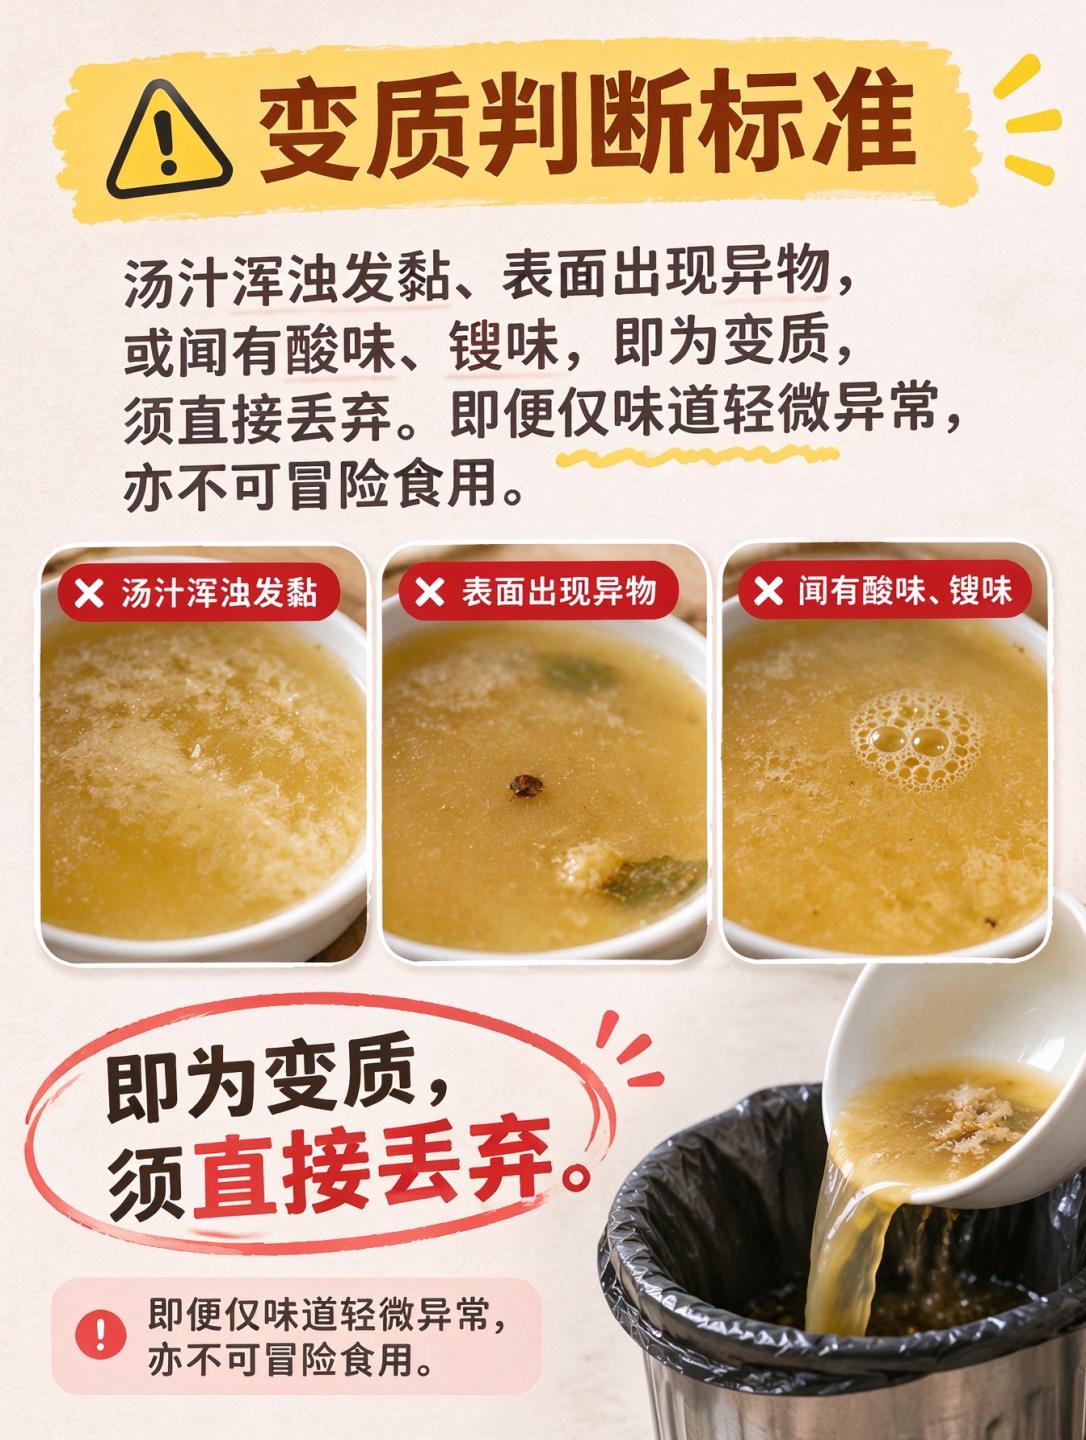 变质判断标准
汤汁浑浊发黏、表面出现异物，
或闻有酸味、锼味，即为变质，
须直接丢弃。即便仅味道轻微异常，
亦不可冒险食用。
汤汁浑浊发黏
表面出现异物
闻有酸味、锼味
即为变质，
须直接丢弃。
即便仅味道轻微异常，
亦不可冒险食用。